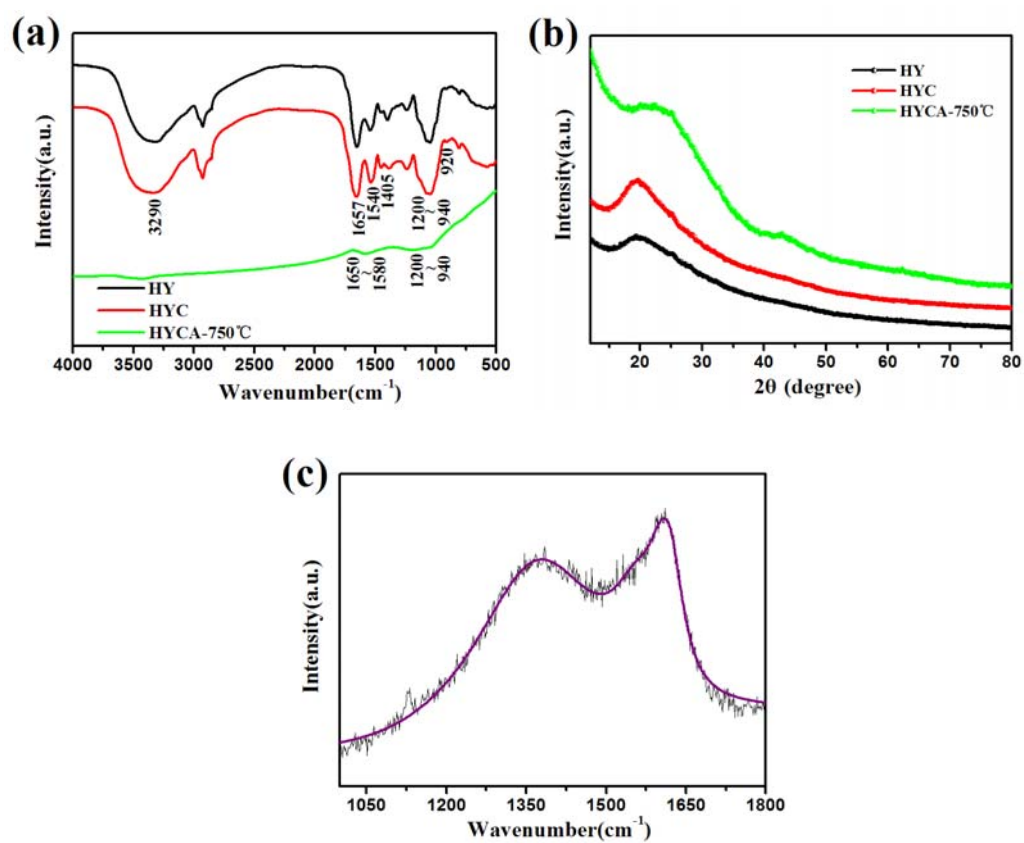 (a)
Intensity(a.u.)
3290
1657
1540
1405
1200
~
940
920
1650
~
1580
1200
~
940
HY
HYC
HYCA-750℃
4000 3500 3000 2500 2000 1500 1000 500
Wavenumber(cm-1)
(b)
Intensity(a.u.)
HY
HYC
HYCA-750℃
20 30 40 50 60 70 80
2θ (degree)
(c)
Intensity(a.u.)
1050 1200 1350 1500 1650 1800
Wavenumber(cm-1)